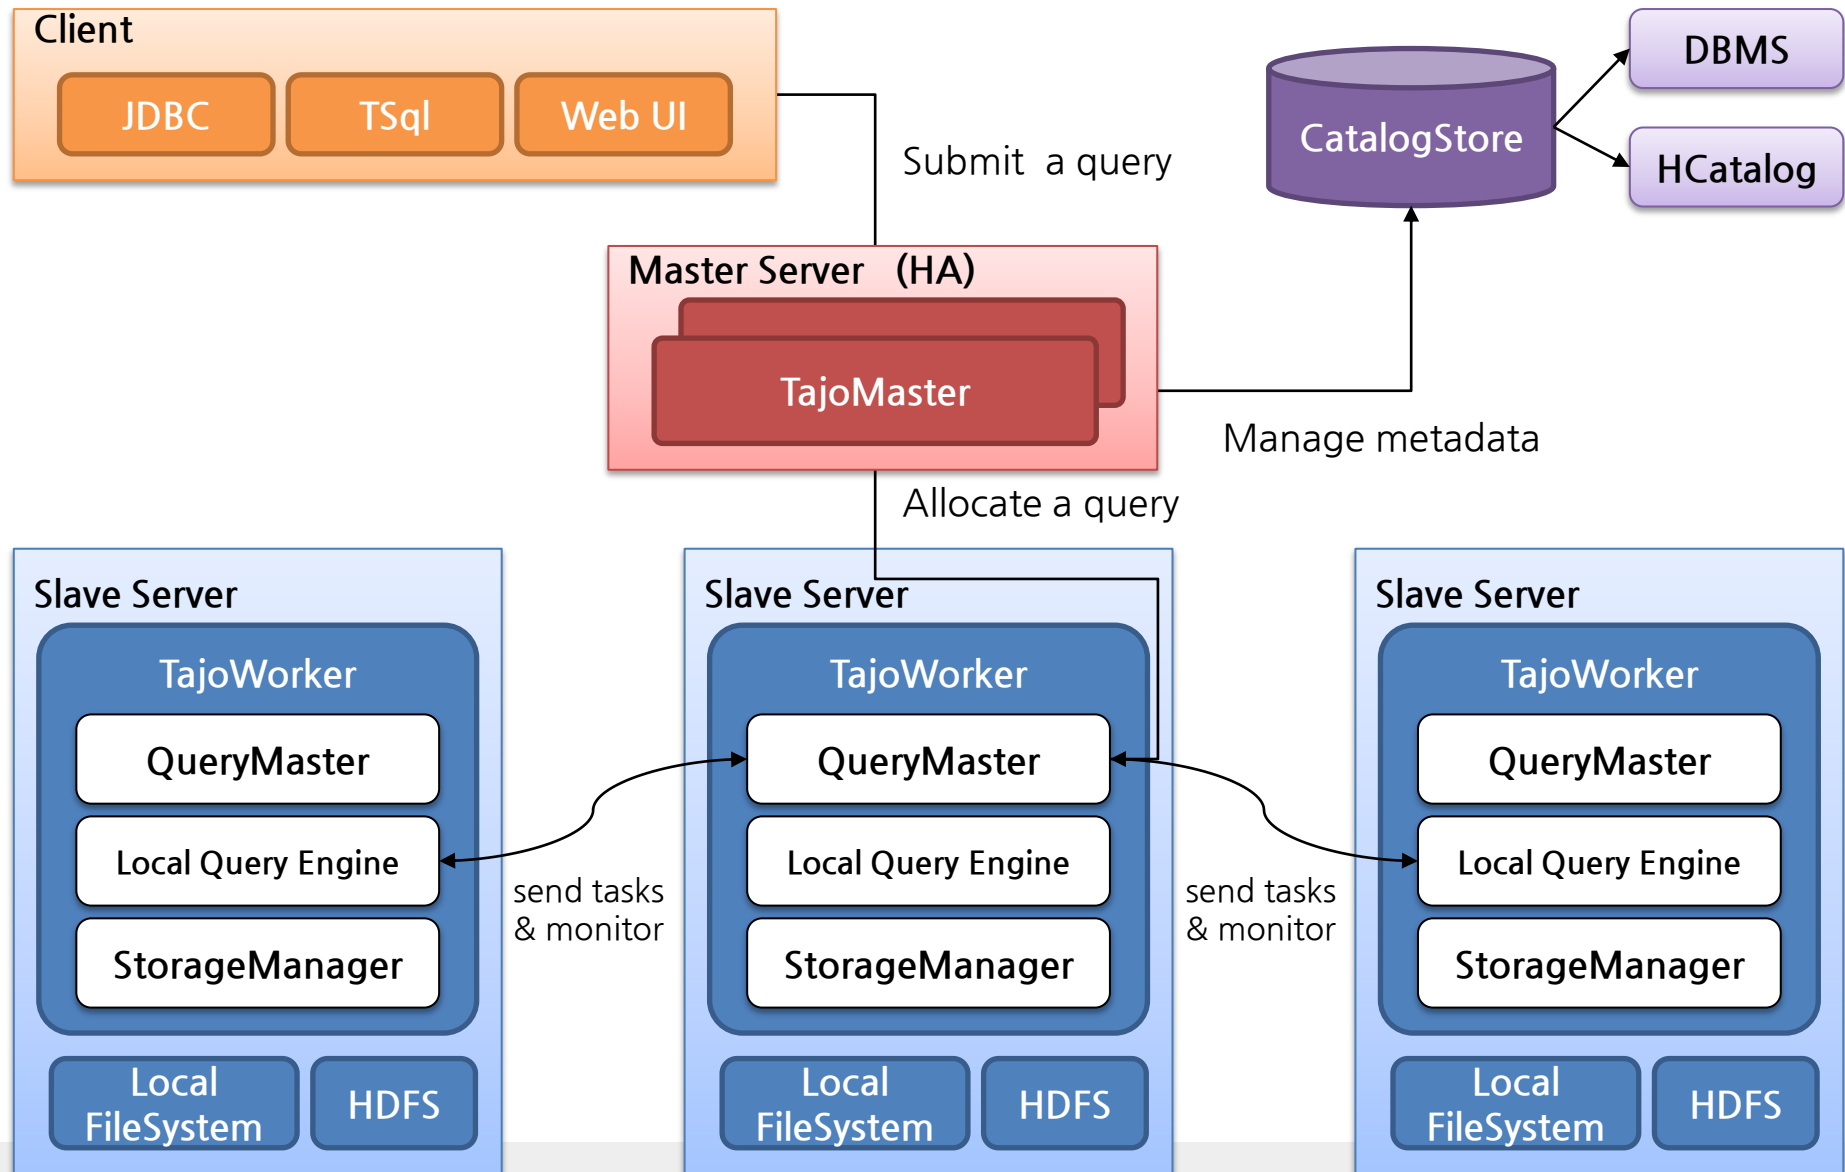 Client
JDBC
TSql
Web UI
Submit a query
CatalogStore
DBMS
HCatalog
Master Server (HA)
TajoMaster
Manage metadata
Allocate a query
Slave Server
TajoWorker
QueryMaster
Local Query Engine
StorageManager
Local
FileSystem
HDFS
send tasks
& monitor
Slave Server
TajoWorker
QueryMaster
Local Query Engine
StorageManager
Local
FileSystem
HDFS
send tasks
& monitor
Slave Server
TajoWorker
QueryMaster
Local Query Engine
StorageManager
Local
FileSystem
HDFS